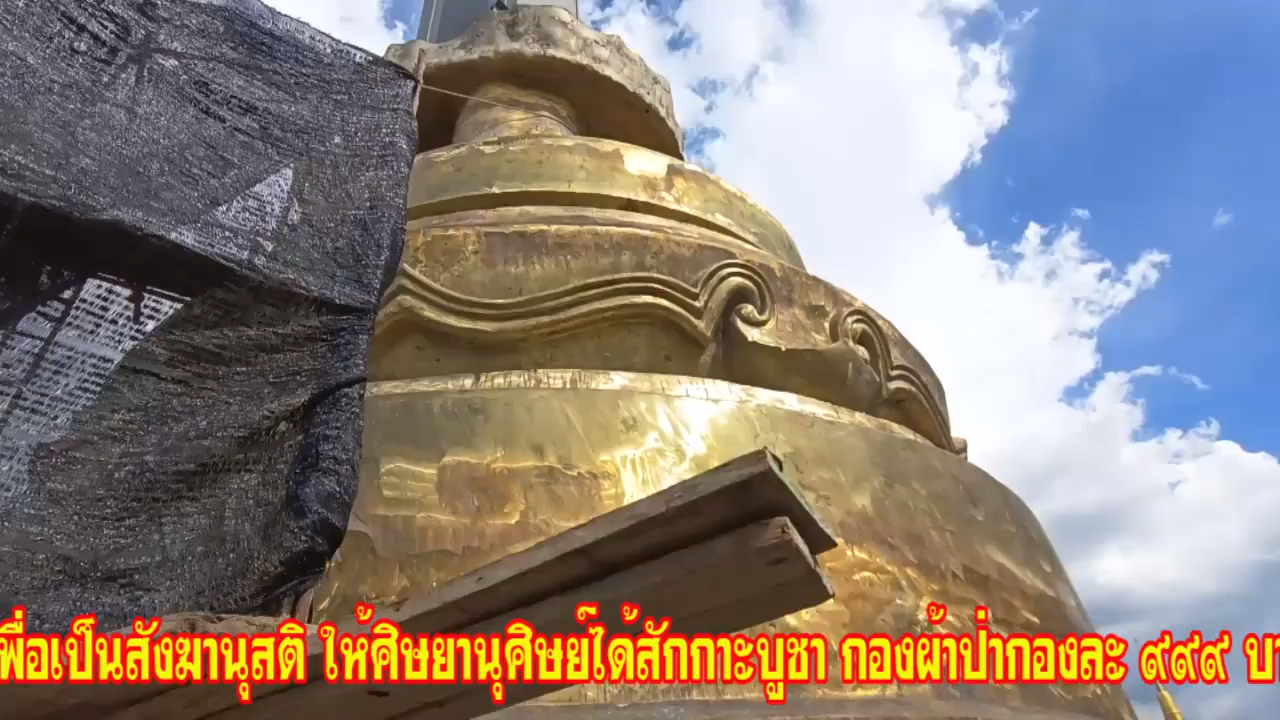 พื่อเป็นสังฆานุสติ ให้ศิษยานุศิษย์ได้สักการะบูชา กองผ้าป่ากองละ ๙๙๙ บา